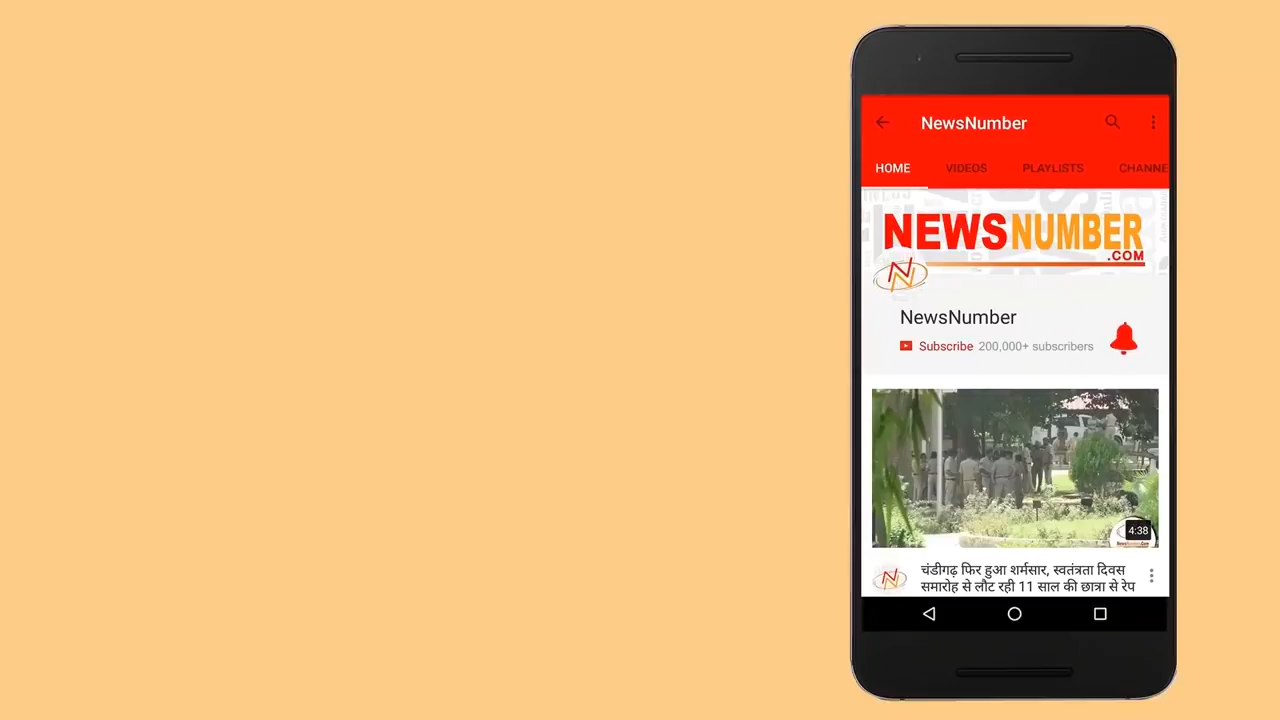 NewsNumber
HOME VIDEOS PLAYLISTS CHANNE
NEWSNUMBER
.COM
NewsNumber
Subscribe 200,000+ subscribers
4:38
चंडीगढ़ फिर हुआ शर्मसार, स्वतंत्रता दिवस
समारोह से लौट रही 11 साल की छात्रा से रेप